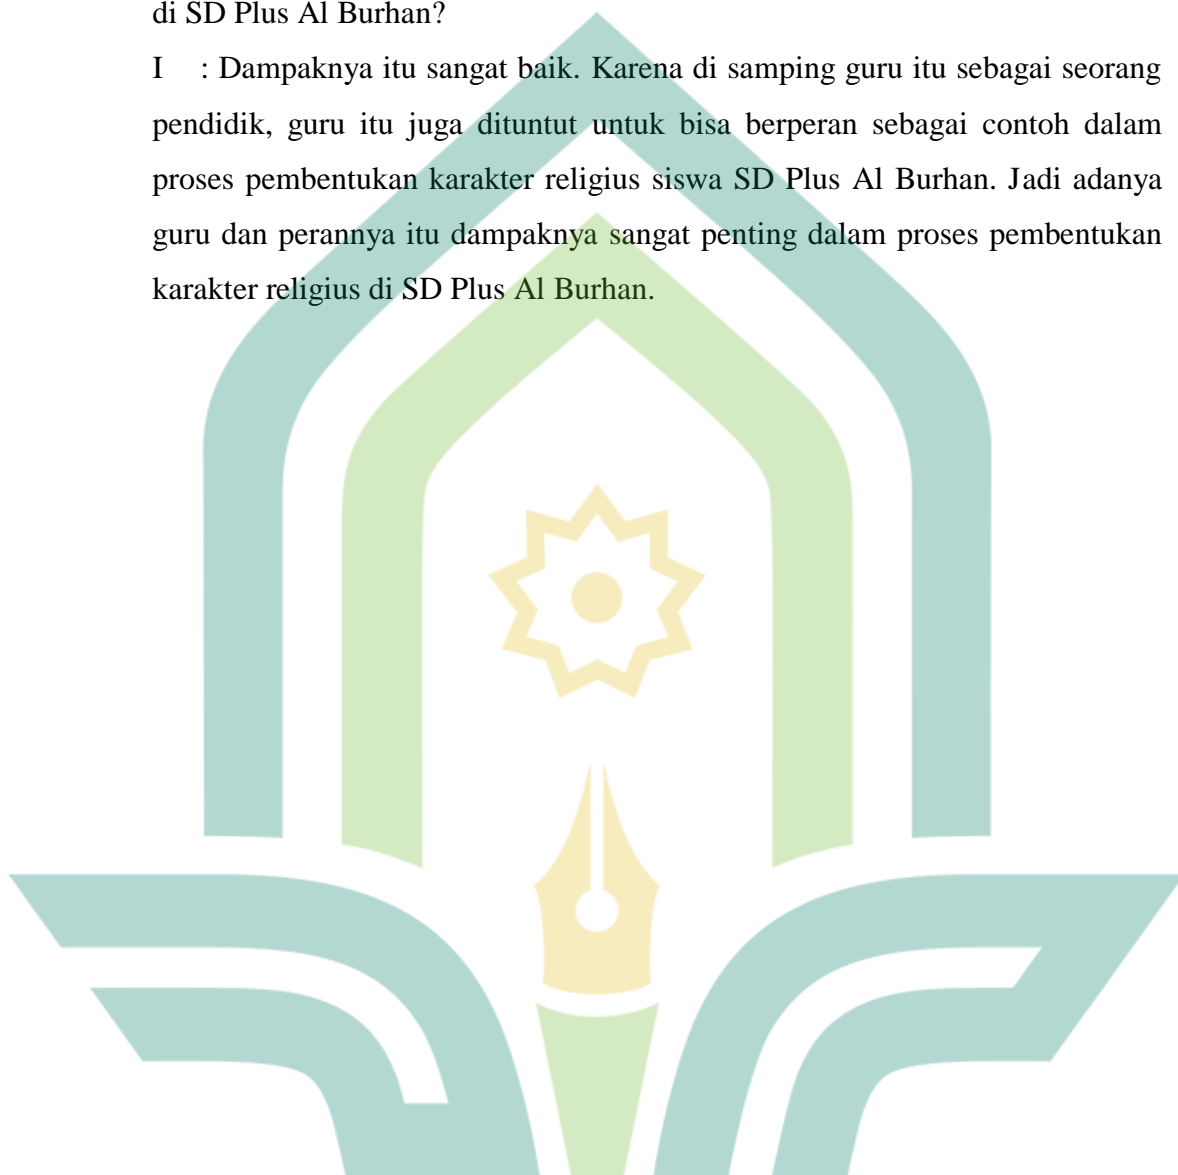 di SD Plus Al Burhan?
I : Dampaknya itu sangat baik. Karena di samping guru itu sebagai seorang
pendidik, guru itu juga dituntut untuk bisa berperan sebagai contoh dalam
proses pembentukan karakter religius siswa SD Plus Al Burhan. Jadi adanya
guru dan perannya itu dampaknya sangat penting dalam proses pembentukan
karakter religius di SD Plus Al Burhan.